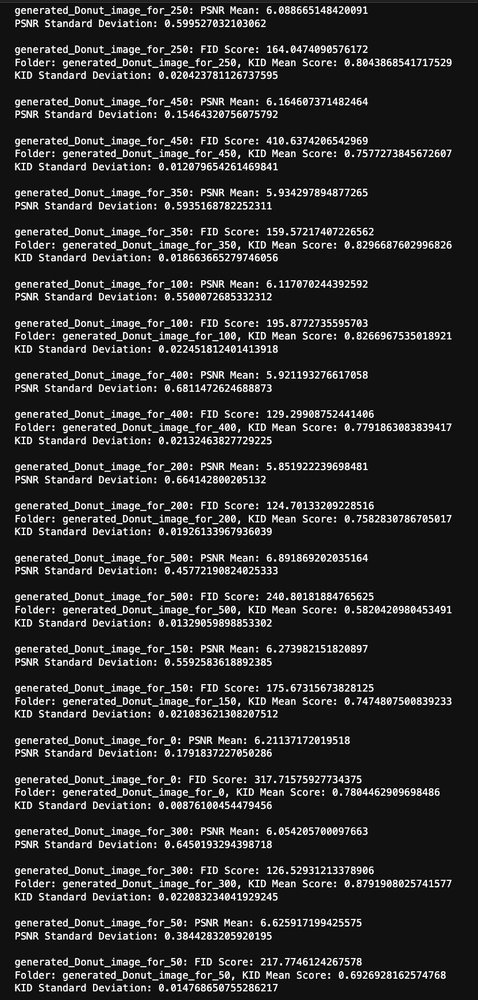 generated_Donut_image_for_250: PSNR Mean: 6.088665148420091
PSNR Standard Deviation: 0.599527032103062
generated_Donut_image_for_250: FID Score: 164.0474090576172
Folder: generated_Donut_image_for_250, KID Mean Score: 0.8043868541717529
KID Standard Deviation: 0.020423781126737595
generated_Donut_image_for_450: PSNR Mean: 6.164607371482464
PSNR Standard Deviation: 0.15464320756075792
generated_Donut_image_for_450: FID Score: 410.6374206542969
Folder: generated_Donut_image_for_450, KID Mean Score: 0.7577273845672607
KID Standard Deviation: 0.012079654261469841
generated_Donut_image_for_350: PSNR Mean: 5.934297894877265
PSNR Standard Deviation: 0.5935168782252311
generated_Donut_image_for_350: FID Score: 159.57217407226562
Folder: generated_Donut_image_for_350, KID Mean Score: 0.8296687602996826
KID Standard Deviation: 0.018663665279746056
generated_Donut_image_for_100: PSNR Mean: 6.117070244392592
PSNR Standard Deviation: 0.5500072685332312
generated_Donut_image_for_100: FID Score: 195.8772735595703
Folder: generated_Donut_image_for_100, KID Mean Score: 0.8266967535018921
KID Standard Deviation: 0.022451812401413918
generated_Donut_image_for_400: PSNR Mean: 5.921193276617058
PSNR Standard Deviation: 0.6811472624688873
generated_Donut_image_for_400: FID Score: 129.29908752441406
Folder: generated_Donut_image_for_400, KID Mean Score: 0.7791863083839417
KID Standard Deviation: 0.02132463827729225
generated_Donut_image_for_200: PSNR Mean: 5.851922239698481
PSNR Standard Deviation: 0.664142800205132
generated_Donut_image_for_200: FID Score: 124.70133209228516
Folder: generated_Donut_image_for_200, KID Mean Score: 0.7582830786705017
KID Standard Deviation: 0.01926133967936039
generated_Donut_image_for_500: PSNR Mean: 6.891869202035164
PSNR Standard Deviation: 0.45772190824025333
generated_Donut_image_for_500: FID Score: 240.80181884765625
Folder: generated_Donut_image_for_500, KID Mean Score: 0.5820420980453491
KID Standard Deviation: 0.01329059898853302
generated_Donut_image_for_150: PSNR Mean: 6.273982151820897
PSNR Standard Deviation: 0.5592583618892385
generated_Donut_image_for_150: FID Score: 175.67315673828125
Folder: generated_Donut_image_for_150, KID Mean Score: 0.7474807500839233
KID Standard Deviation: 0.021083621308207512
generated_Donut_image_for_0: PSNR Mean: 6.21137172019518
PSNR Standard Deviation: 0.1791837227050286
generated_Donut_image_for_0: FID Score: 317.71575927734375
Folder: generated_Donut_image_for_0, KID Mean Score: 0.7804462909698486
KID Standard Deviation: 0.00876100454479456
generated_Donut_image_for_300: PSNR Mean: 6.054205700097663
PSNR Standard Deviation: 0.6450193294398718
generated_Donut_image_for_300: FID Score: 126.52931213378906
Folder: generated_Donut_image_for_300, KID Mean Score: 0.8791908025741577
KID Standard Deviation: 0.022083234041929245
generated_Donut_image_for_50: PSNR Mean: 6.625917199425575
PSNR Standard Deviation: 0.3844283205920195
generated_Donut_image_for_50: FID Score: 217.7746124267578
Folder: generated_Donut_image_for_50, KID Mean Score: 0.6926928162574768
KID Standard Deviation: 0.014768650755286217